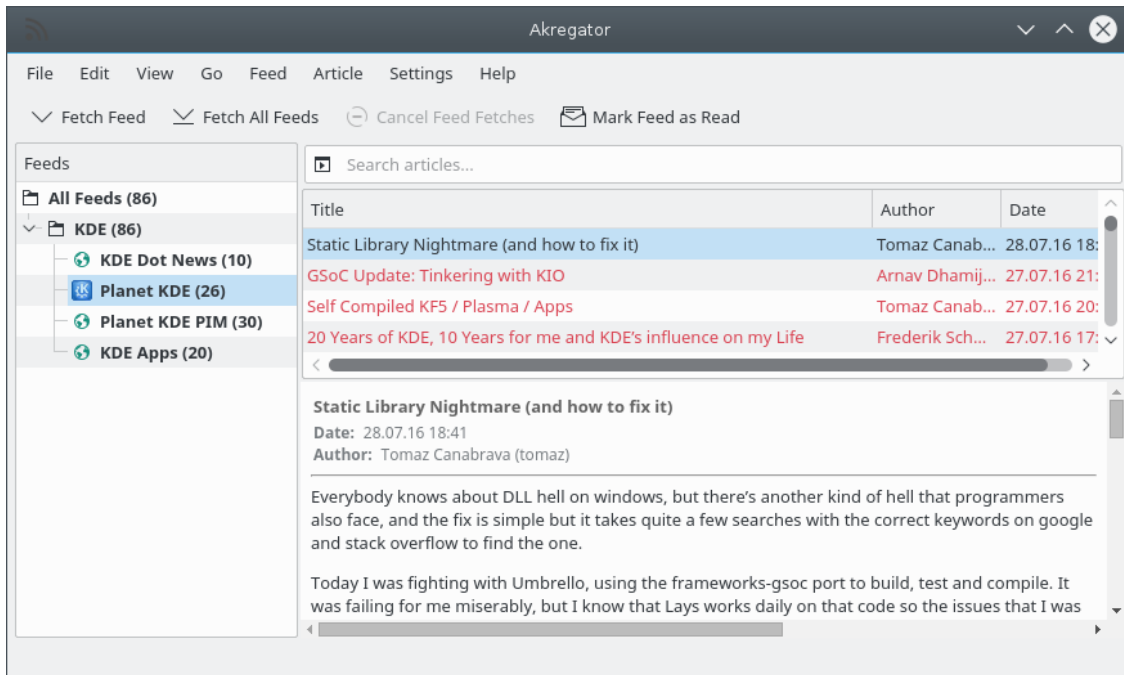 Akregator
File Edit View Go Feed Article Settings Help
Fetch Feed Fetch All Feeds Cancel Feed Fetches Mark Feed as Read
Feeds
All Feeds (86)
KDE (86)
KDE Dot News (10)
Planet KDE (26)
Planet KDE PIM (30)
KDE Apps (20)
Search articles...
Title Author Date
Static Library Nightmare (and how to fix it) Tomaz Canab... 28.07.16 18:
GSoC Update: Tinkering with KIO Arnav Dhamij... 27.07.16 21:
Self Compiled KF5 / Plasma / Apps Tomaz Canab... 27.07.16 20:
20 Years of KDE, 10 Years for me and KDE’s influence on my Life Frederik Sch... 27.07.16 17:
Static Library Nightmare (and how to fix it)
Date: 28.07.16 18:41
Author: Tomaz Canabrava (tomaz)
Everybody knows about DLL hell on windows, but there’s another kind of hell that programmers
also face, and the fix is simple but it takes quite a few searches with the correct keywords on google
and stack overflow to find the one.
Today I was fighting with Umbrello, using the frameworks-gsoc port to build, test and compile. It
was failing for me miserably, but I know that Lays works daily on that code so the issues that I was